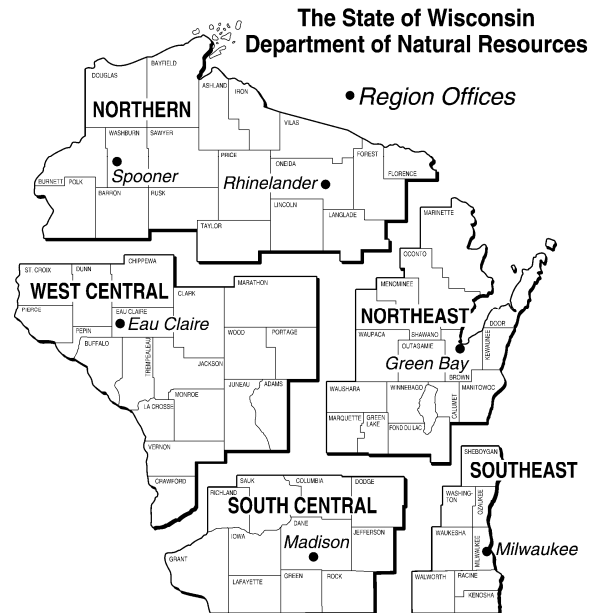 The State of Wisconsin
Department of Natural Resources
Region Offices
BAYFIELD
DOUGLAS
ASHLAND
IRON
NORTHERN
VILAS
WASHBURN
SAWYER
PRICE
ONEIDA
FOREST
FLORENCE
Spooner
Rhinelander
BURNETT
POLK
BARRON
RUSK
LINCOLN
LANGLADE
TAYLOR
MARINETTE
OCONTO
CHIPPEWA
ST. CROIX
DUNN
MENOMINEE
MARATHON
WEST CENTRAL
CLARK
PIERCE
EAU CLAIRE
Eau Claire
NORTHEAST
DOOR
PEPIN
BUFFALO
TREMPEALEAU
WOOD
PORTAGE
WAUPACA
SHAWANO
OUTAGAMIE
KEWAUNEE
Green Bay
JACKSON
BROWN
JUNEAU
ADAMS
WAUSHARA
WINNEBAGO
CALUMET
MANITOWOC
MONROE
LA CROSSE
MARQUETTE
GREEN
LAKE
FOND DU LAC
VERNON
SHEBOYGAN
SOUTHEAST
CRAWFORD
SAUK
COLUMBIA
DODGE
RICHLAND
SOUTH CENTRAL
WASHING-
TON
OZAUKEE
DANE
IOWA
Madison
JEFFERSON
WAUKESHA
MILWAUKEE
Milwaukee
GRANT
LAFAYETTE
GREEN
ROCK
WALWORTH
RACINE
KENOSHA